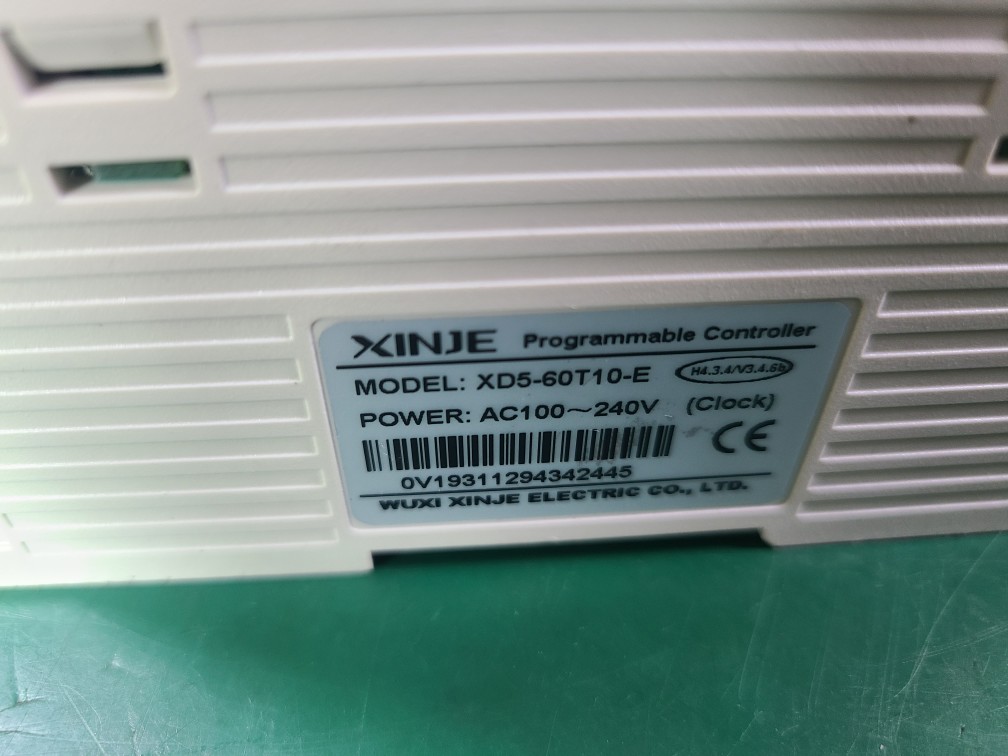 XINJE Programmable Controller
MODEL: XD5-60T10-E H4.3.4/V3.4.6b
POWER: AC100～240V (Clock)
CE
0V19311294342445
WUXI XINJE ELECTRIC CO., LTD.